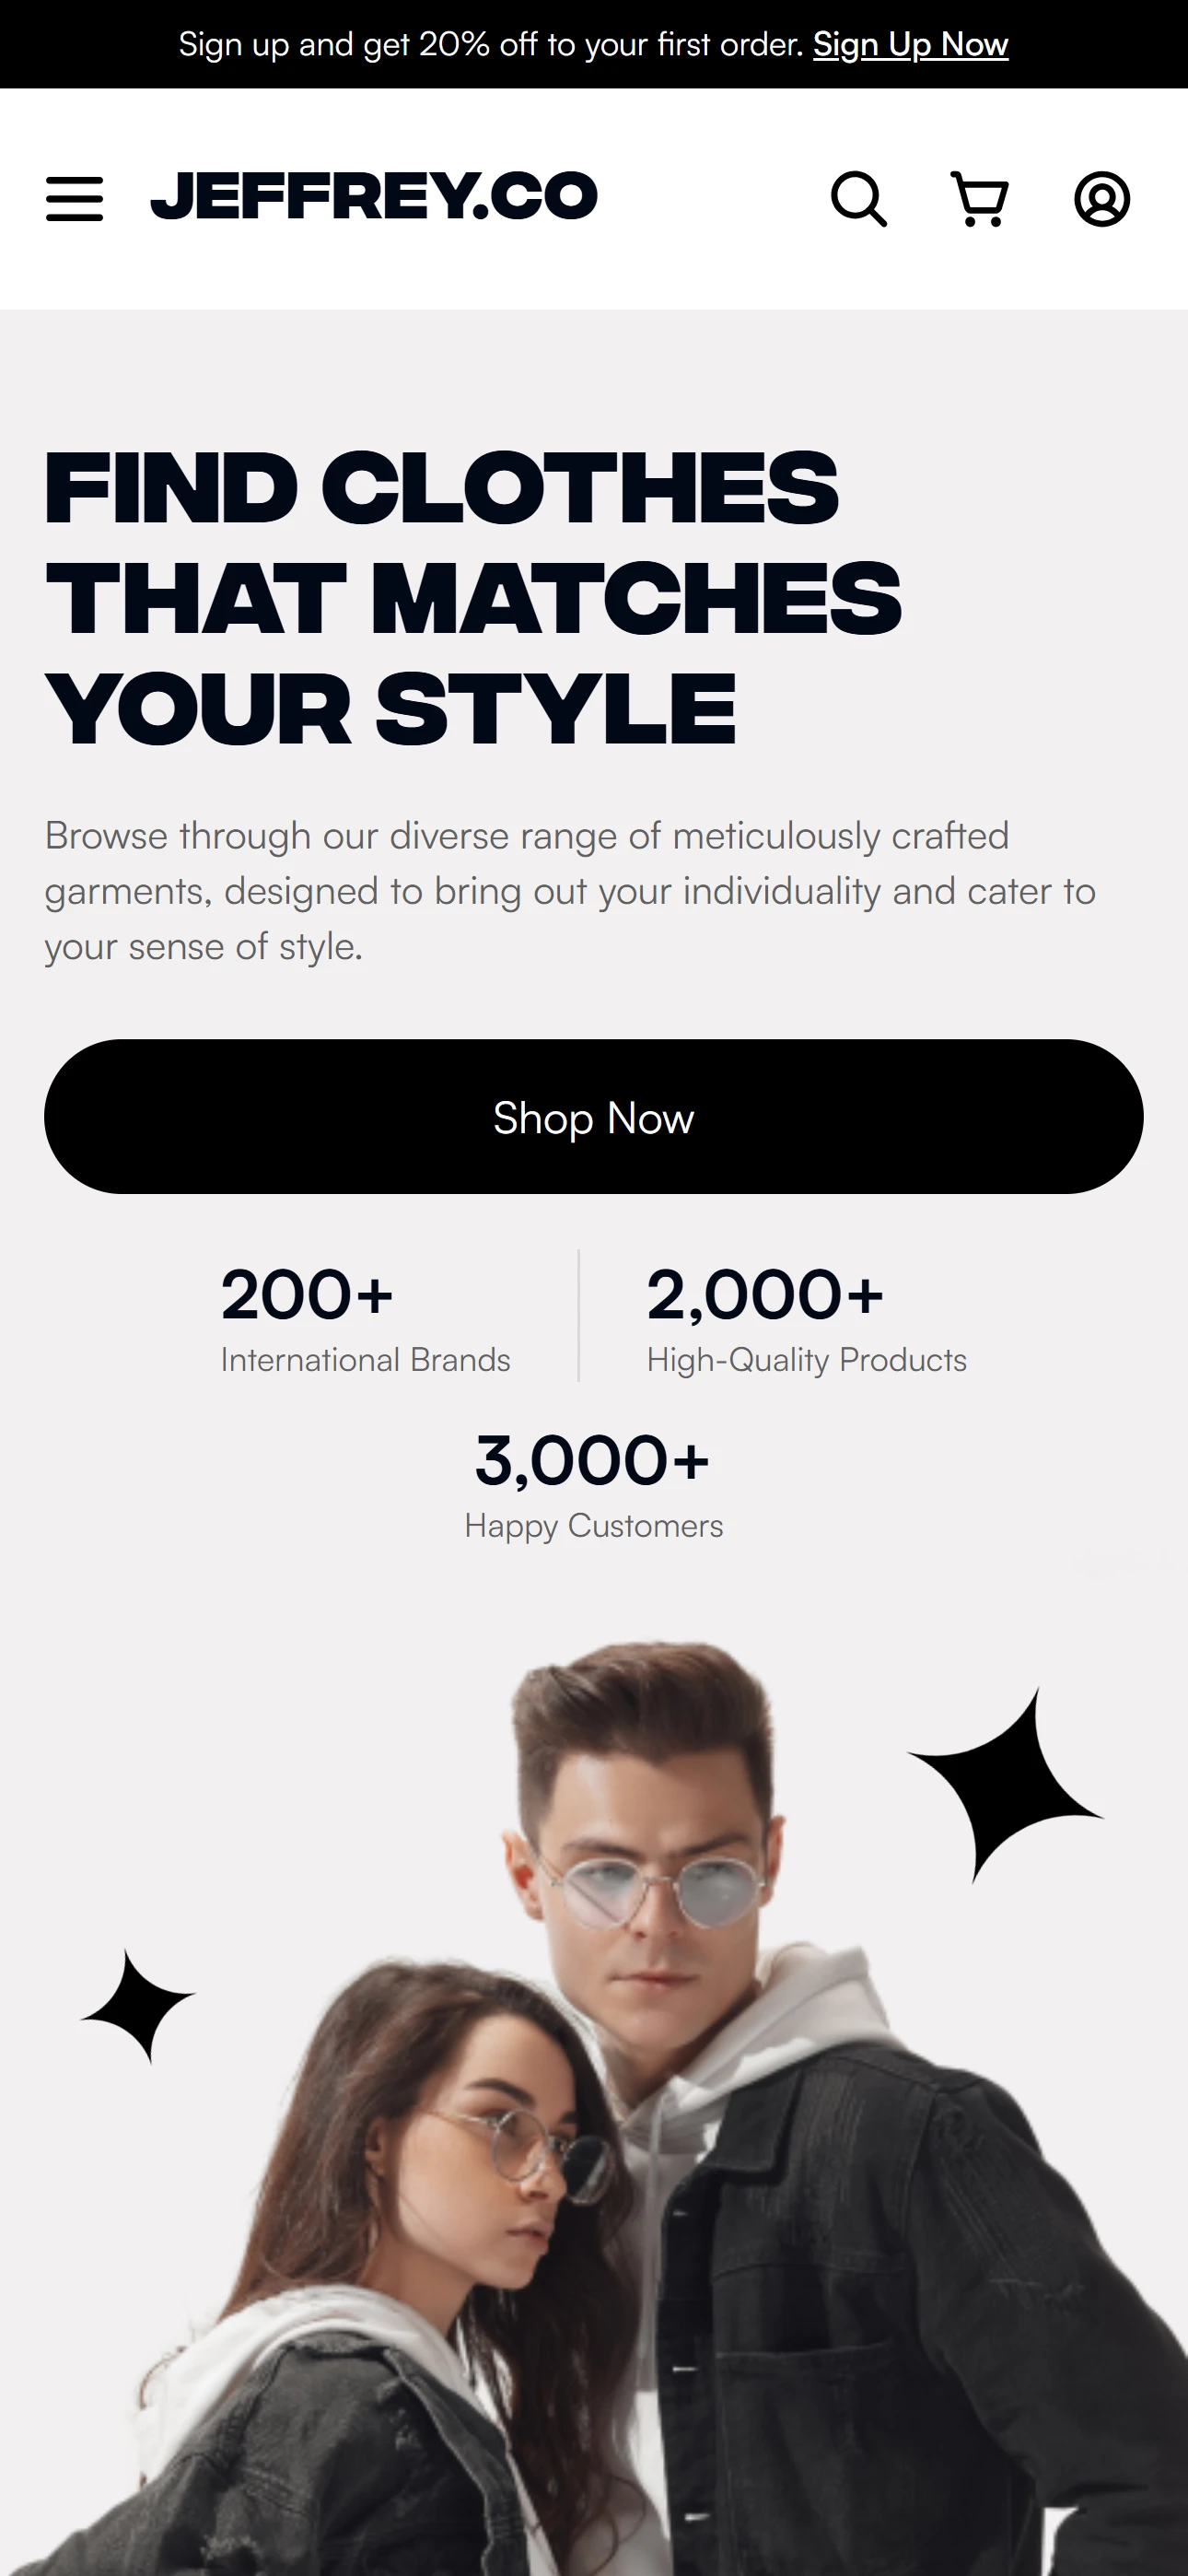 Sign up and get 20% off to your first order. Sign Up Now
JEFFREY.CO
FIND CLOTHES
THAT MATCHES
YOUR STYLE
Browse through our diverse range of meticulously crafted
garments, designed to bring out your individuality and cater to
your sense of style.
Shop Now
200+
International Brands
2,000+
High-Quality Products
3,000+
Happy Customers